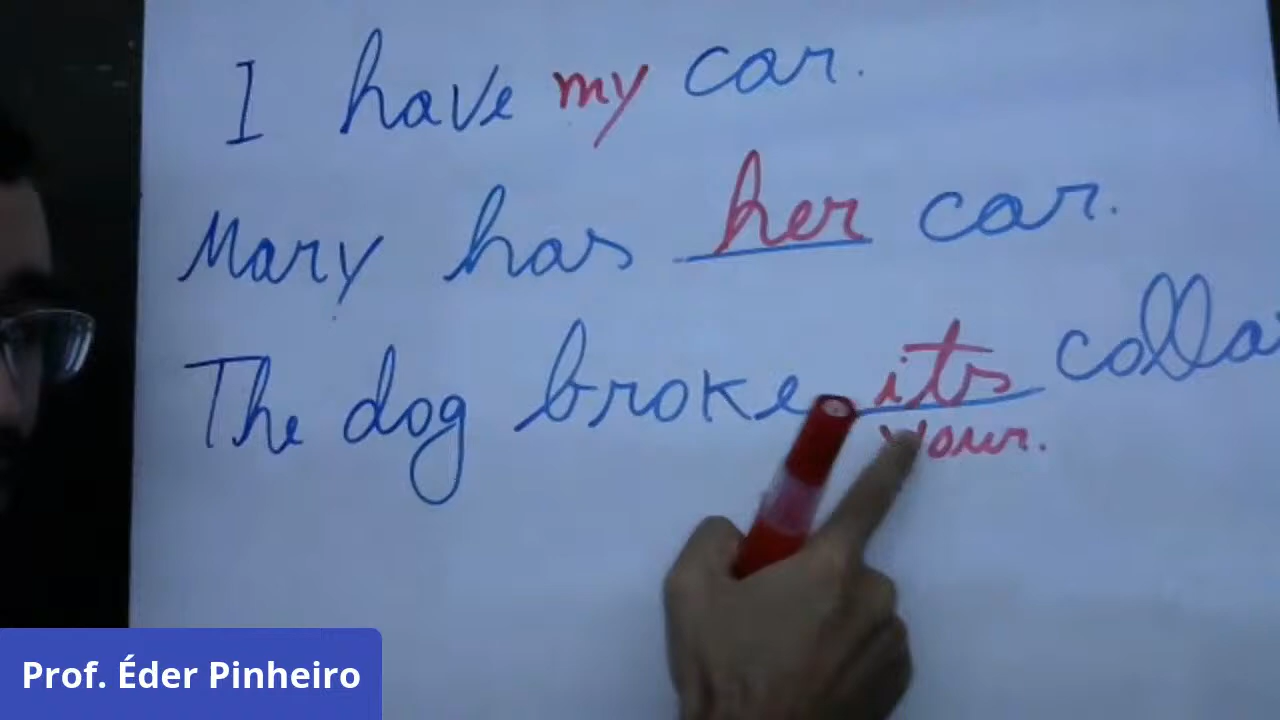 I have my car.
Mary has her car.
The dog broke its colla
your.
Prof. Éder Pinheiro